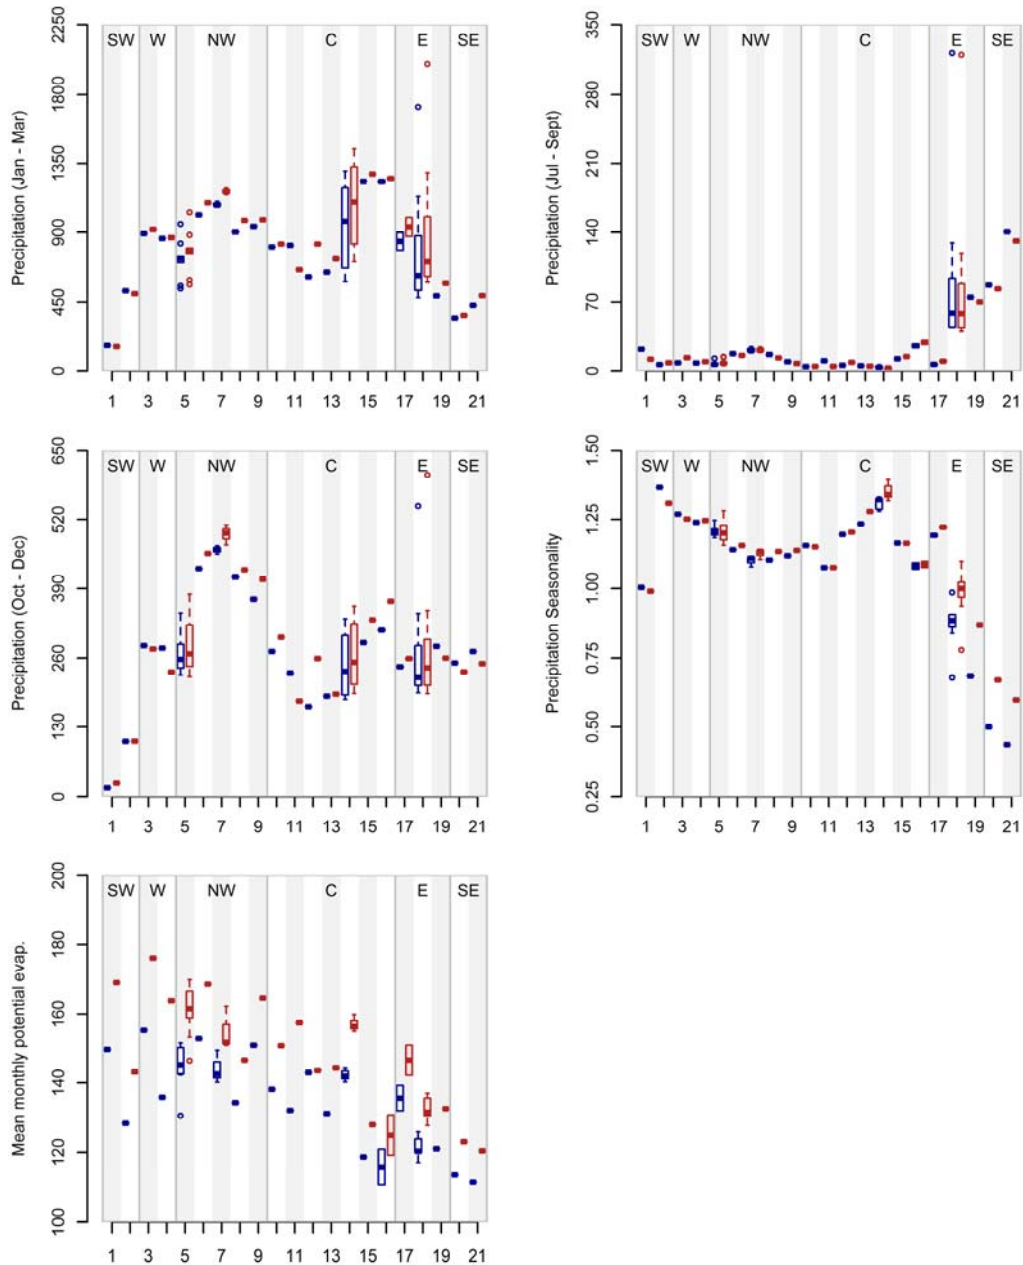 Precipitation (Jan - Mar)
2250
1800
1350
900
450
0
SW W NW C E SE
1 3 5 7 9 11 13 15 17 19 21
Precipitation (Jul - Sept)
350
280
210
140
70
0
SW W NW C E SE
1 3 5 7 9 11 13 15 17 19 21
Precipitation (Oct - Dec)
650
520
390
260
130
0
SW W NW C E SE
1 3 5 7 9 11 13 15 17 19 21
Precipitation Seasonality
1.50
1.25
1.00
0.75
0.50
0.25
SW W NW C E SE
1 3 5 7 9 11 13 15 17 19 21
Mean monthly potential evap.
200
180
160
140
120
100
SW W NW C E SE
1 3 5 7 9 11 13 15 17 19 21